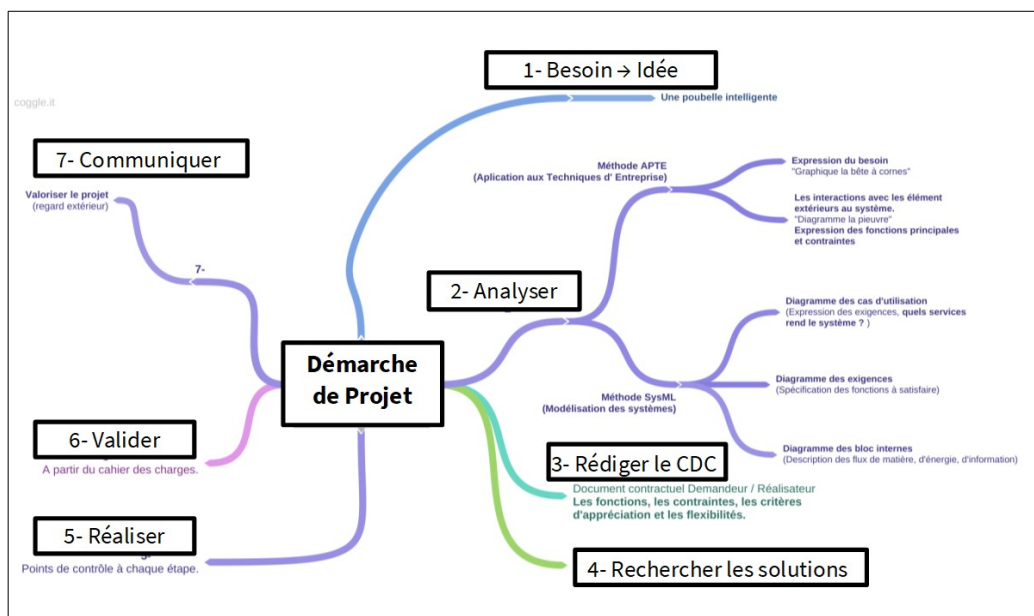 1- Besoin → Idée
Une poubelle intelligente
coggle.it
7- Communiquer
Valoriser le projet
(regard extérieur)
7-
Méthode APTE
(Aplication aux Techniques d' Entreprise)
Expression du besoin
"Graphique la bête à cornes"
Les interactions avec les élément
extérieurs au système.
"Diagramme la pieuvre"
Expression des fonctions principales
et contraintes
2- Analyser
Diagramme des cas d'utilisation
(Expression des exigences, quels services
rend le système ? )
Démarche
de Projet
Méthode SysML
(Modélisation des systèmes)
Diagramme des exigences
(Spécification des fonctions à satisfaire)
Diagramme des bloc internes
(Description des flux de matière, d'énergie, d'information)
6- Valider
A partir du cahier des charges.
3- Rédiger le CDC
Document contractuel Demandeur / Réalisateur
Les fonctions, les contraintes, les critères
d'appréciation et les flexibilités.
5- Réaliser
Points de contrôle à chaque étape.
4- Rechercher les solutions